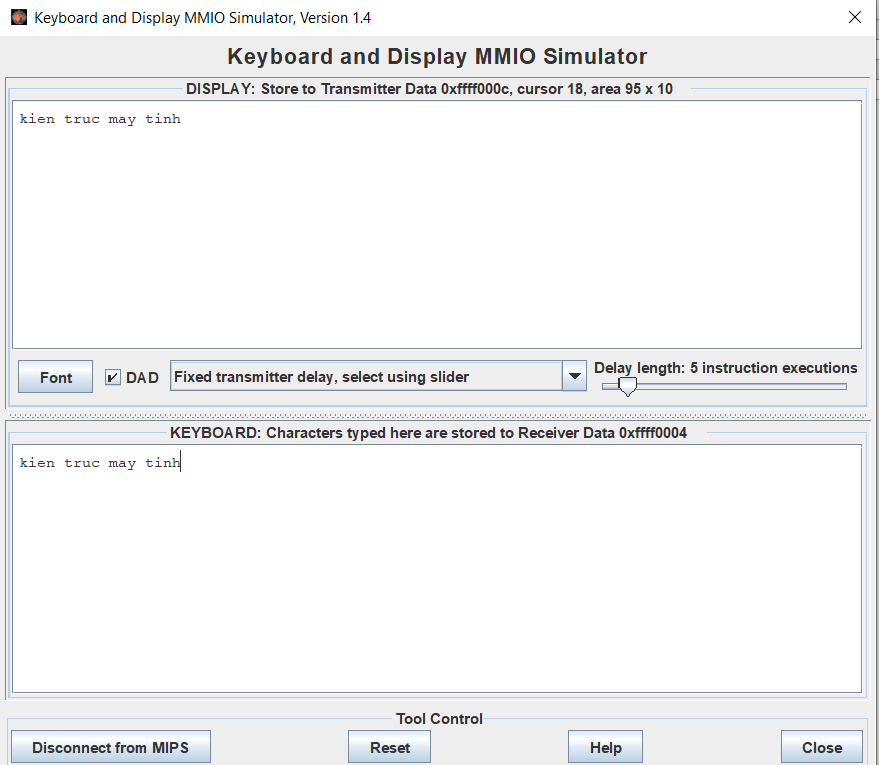 Keyboard and Display MMIO Simulator, Version 1.4
Keyboard and Display MMIO Simulator
DISPLAY: Store to Transmitter Data 0xffff000c, cursor 18, area 95 x 10
kien truc may tinh
Font
DAD
Fixed transmitter delay, select using slider
Delay length: 5 instruction executions
KEYBOARD: Characters typed here are stored to Receiver Data 0xffff0004
kien truc may tinh
Tool Control
Disconnect from MIPS
Reset
Help
Close